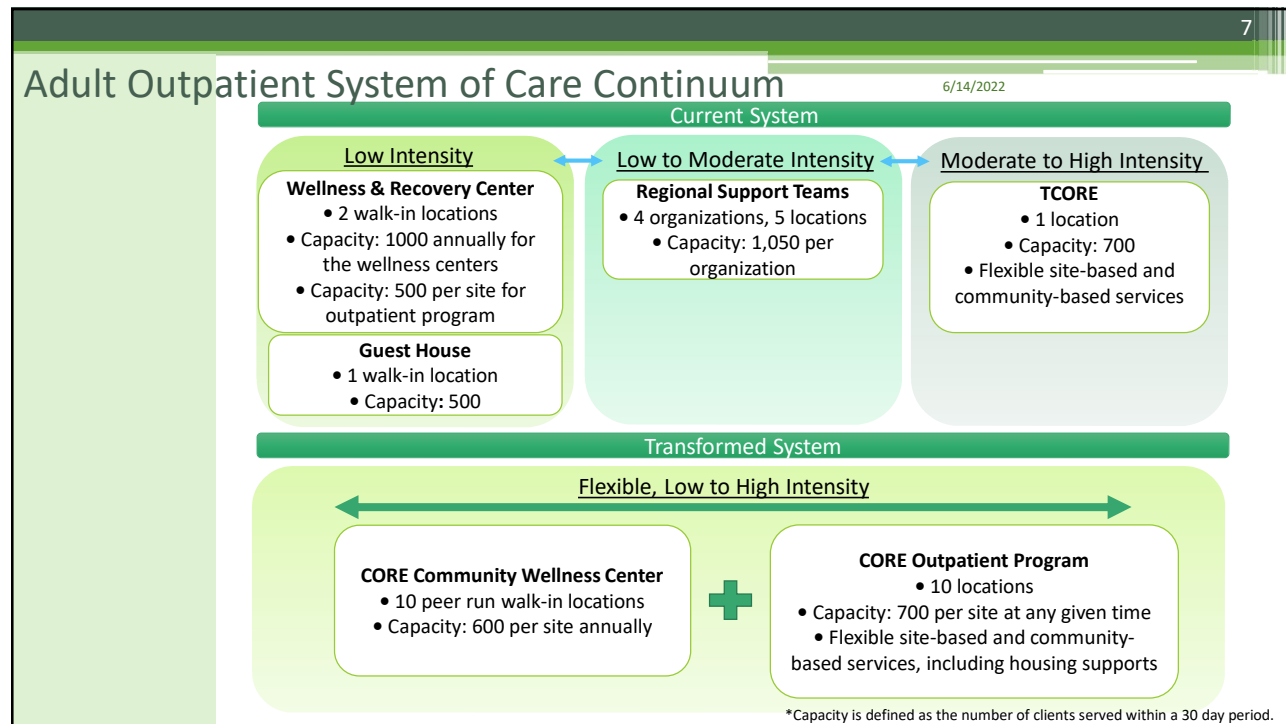 7
Adult Outpatient System of Care Continuum
6/14/2022
Current System
Low Intensity
Wellness & Recovery Center
• 2 walk-in locations
• Capacity: 1000 annually for
the wellness centers
• Capacity: 500 per site for
outpatient program
Guest House
• 1 walk-in location
• Capacity: 500
Low to Moderate Intensity
Regional Support Teams
• 4 organizations, 5 locations
• Capacity: 1,050 per
organization
Moderate to High Intensity
TCORE
• 1 location
• Capacity: 700
• Flexible site-based and
community-based services
Transformed System
Flexible, Low to High Intensity
CORE Community Wellness Center
• 10 peer run walk-in locations
• Capacity: 600 per site annually
CORE Outpatient Program
• 10 locations
• Capacity: 700 per site at any given time
• Flexible site-based and community-
based services, including housing supports
*Capacity is defined as the number of clients served within a 30 day period.